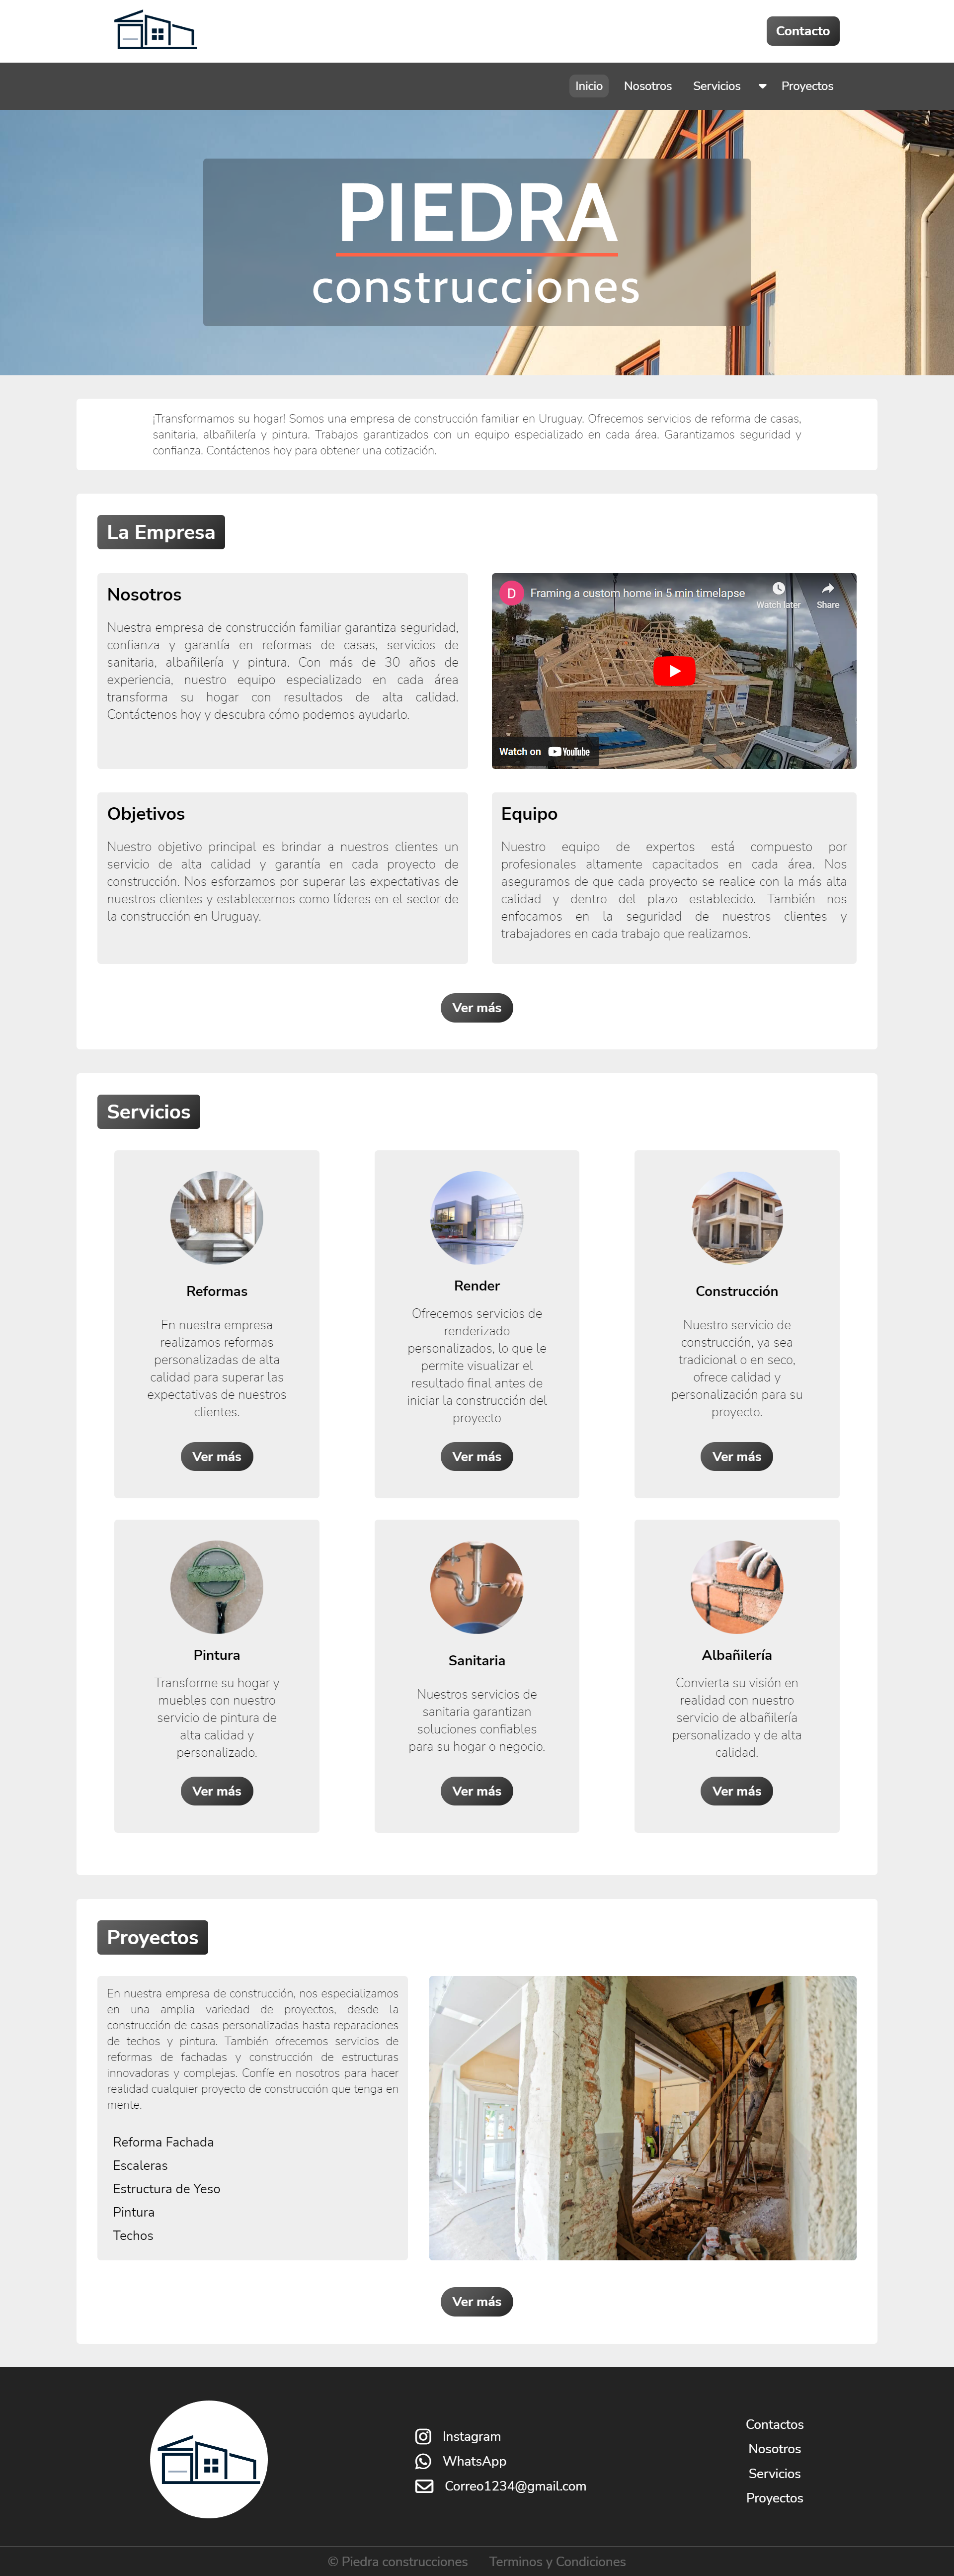 Contacto
Inicio Nosotros Servicios Proyectos
PIEDRA
construcciones
¡Transformamos su hogar! Somos una empresa de construcción familiar en Uruguay. Ofrecemos servicios de reforma de casas,
sanitaria, albañilería y pintura. Trabajos garantizados con un equipo especializado en cada área. Garantizamos seguridad y
confianza. Contáctenos hoy para obtener una cotización.
La Empresa
Nosotros
Nuestra empresa de construcción familiar garantiza seguridad,
confianza y garantía en reformas de casas, servicios de
sanitaria, albañilería y pintura. Con más de 30 años de
experiencia, nuestro equipo especializado en cada área
transforma su hogar con resultados de alta calidad.
Contáctenos hoy y descubra cómo podemos ayudarlo.
D Framing a custom home in 5 min timelapse
Watch later Share
Watch on YouTube
Objetivos
Nuestro objetivo principal es brindar a nuestros clientes un
servicio de alta calidad y garantía en cada proyecto de
construcción. Nos esforzamos por superar las expectativas de
nuestros clientes y establecernos como líderes en el sector de
la construcción en Uruguay.
Equipo
Nuestro equipo de expertos está compuesto por
profesionales altamente capacitados en cada área. Nos
aseguramos de que cada proyecto se realice con la más alta
calidad y dentro del plazo establecido. También nos
enfocamos en la seguridad de nuestros clientes y
trabajadores en cada trabajo que realizamos.
Ver más
Servicios
Reformas
En nuestra empresa
realizamos reformas
personalizadas de alta
calidad para superar las
expectativas de nuestros
clientes.
Ver más
Render
Ofrecemos servicios de
renderizado
personalizados, lo que le
permite visualizar el
resultado final antes de
iniciar la construcción del
proyecto
Ver más
Construcción
Nuestro servicio de
construcción, ya sea
tradicional o en seco,
ofrece calidad y
personalización para su
proyecto.
Ver más
Pintura
Transforme su hogar y
muebles con nuestro
servicio de pintura de
alta calidad y
personalizado.
Ver más
Sanitaria
Nuestros servicios de
sanitaria garantizan
soluciones confiables
para su hogar o negocio.
Ver más
Albañilería
Convierta su visión en
realidad con nuestro
servicio de albañilería
personalizado y de alta
calidad.
Ver más
Proyectos
En nuestra empresa de construcción, nos especializamos
en una amplia variedad de proyectos, desde la
construcción de casas personalizadas hasta reparaciones
de techos y pintura. También ofrecemos servicios de
reformas de fachadas y construcción de estructuras
innovadoras y complejas. Confíe en nosotros para hacer
realidad cualquier proyecto de construcción que tenga en
mente.
Reforma Fachada
Escaleras
Estructura de Yeso
Pintura
Techos
Ver más
Instagram
WhatsApp
Correo1234@gmail.com
Contactos
Nosotros
Servicios
Proyectos
© Piedra construcciones Terminos y Condiciones